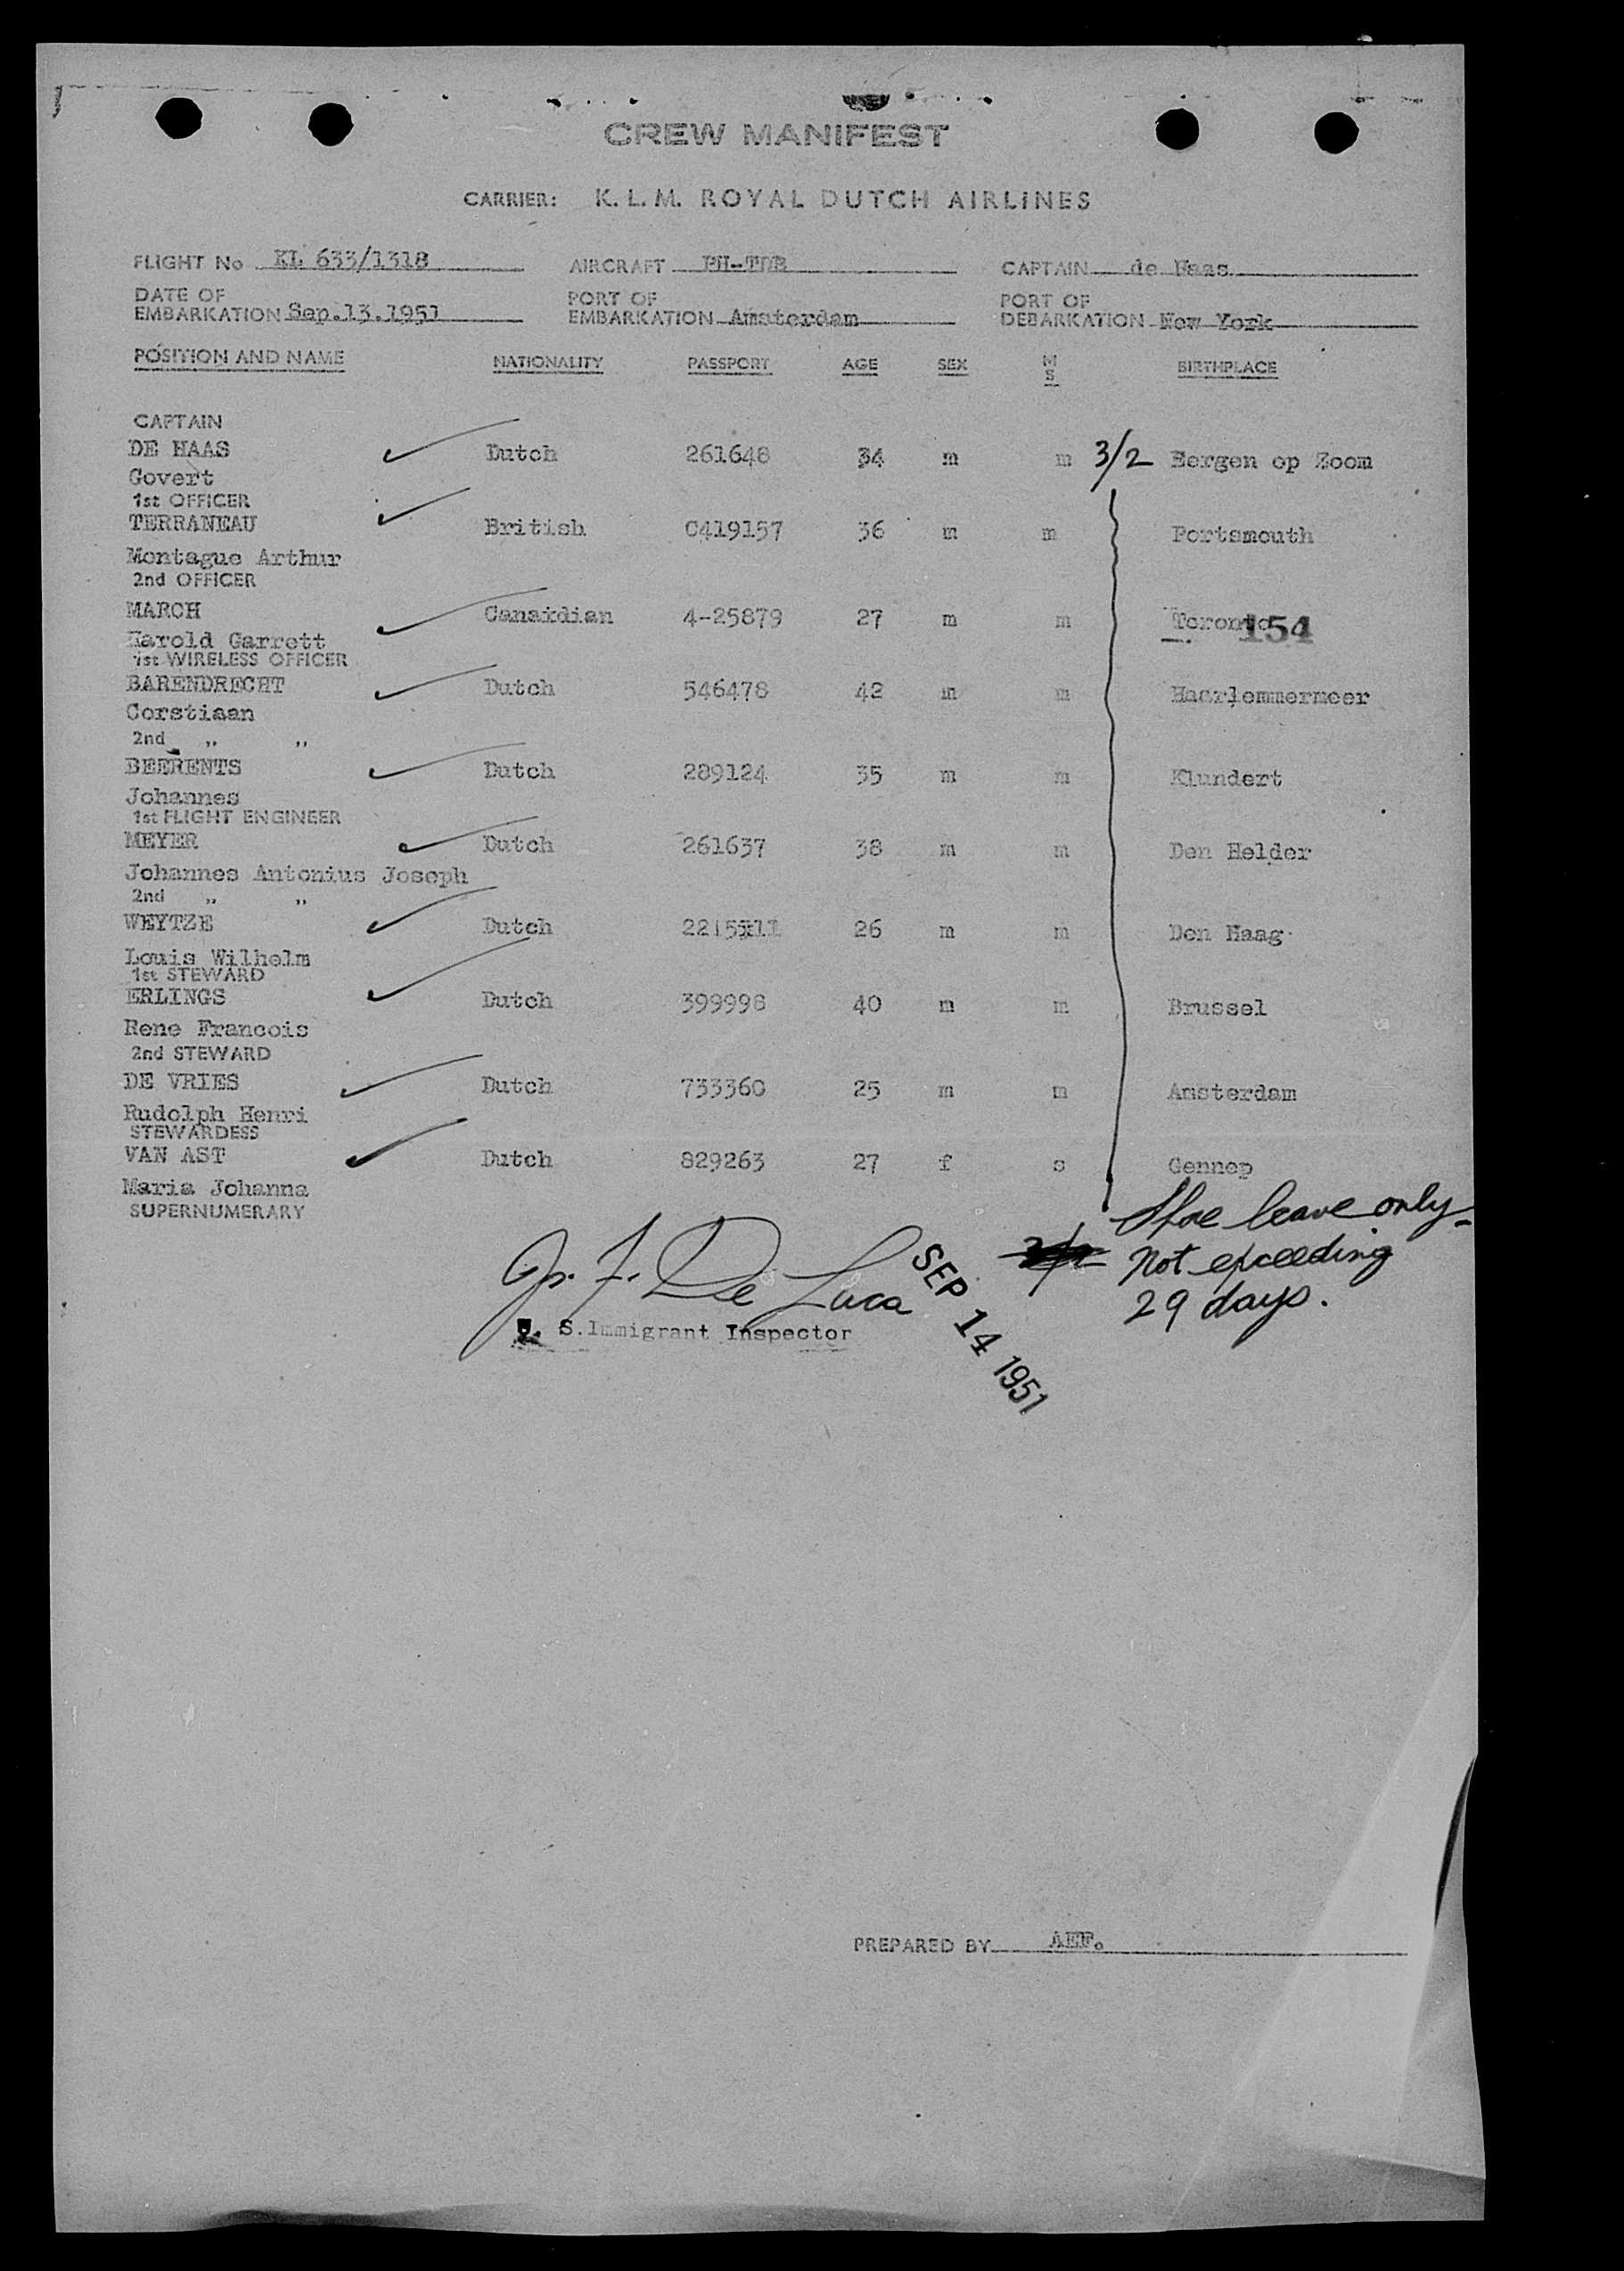 CREW MANIFEST
CARRIER: K.L.M. ROYAL DUTCH AIRLINES
FLIGHT No KL 633/1318 AIRCRAFT PH-TDB CAPTAIN de Haas
DATE OF EMBARKATION Sep.13.1951 PORT OF EMBARKATION Amsterdam PORT OF DEBARKATION New York
POSITION AND NAME NATIONALITY PASSPORT AGE SEX M S BIRTHPLACE
CAPTAIN
DE HAAS Dutch 261648 34 m m 3/2 Bergen op Zoom
Govert
1st OFFICER
TERRANEAU British C419157 36 m m Portsmouth
Montague Arthur
2nd OFFICER
MARCH Canaidian 4-25879 27 m m Toronto 154
Harold Garrett
1st WIRELESS OFFICER
BARENDRECHT Dutch 546478 42 m m Haarlemmermeer
Corstiaan
2nd ,, ,,
BEERENTS Dutch 289124 35 m m Klundert
Johannes
1st FLIGHT ENGINEER
MEYER Dutch 261637 38 m m Den Helder
Johannes Antonius Joseph
2nd ,, ,,
WEYTZE Dutch 26 m m Den Haag
Louis Wilhelm
1st STEWARD
ERLINGS Dutch 399998 40 m m Brussel
Rene Francois
2nd STEWARD
DE VRIES Dutch 733360 25 m m Amsterdam
Rudolph Henri
STEWARDESS
VAN AST Dutch 829263 27 f s Gennep
Maria Johanna
SUPERNUMERARY
Shore leave only-
Not exceeding
29 days.
De Luca
U. S. Immigrant Inspector
SEP 14 1951
PREPARED BY AEF.